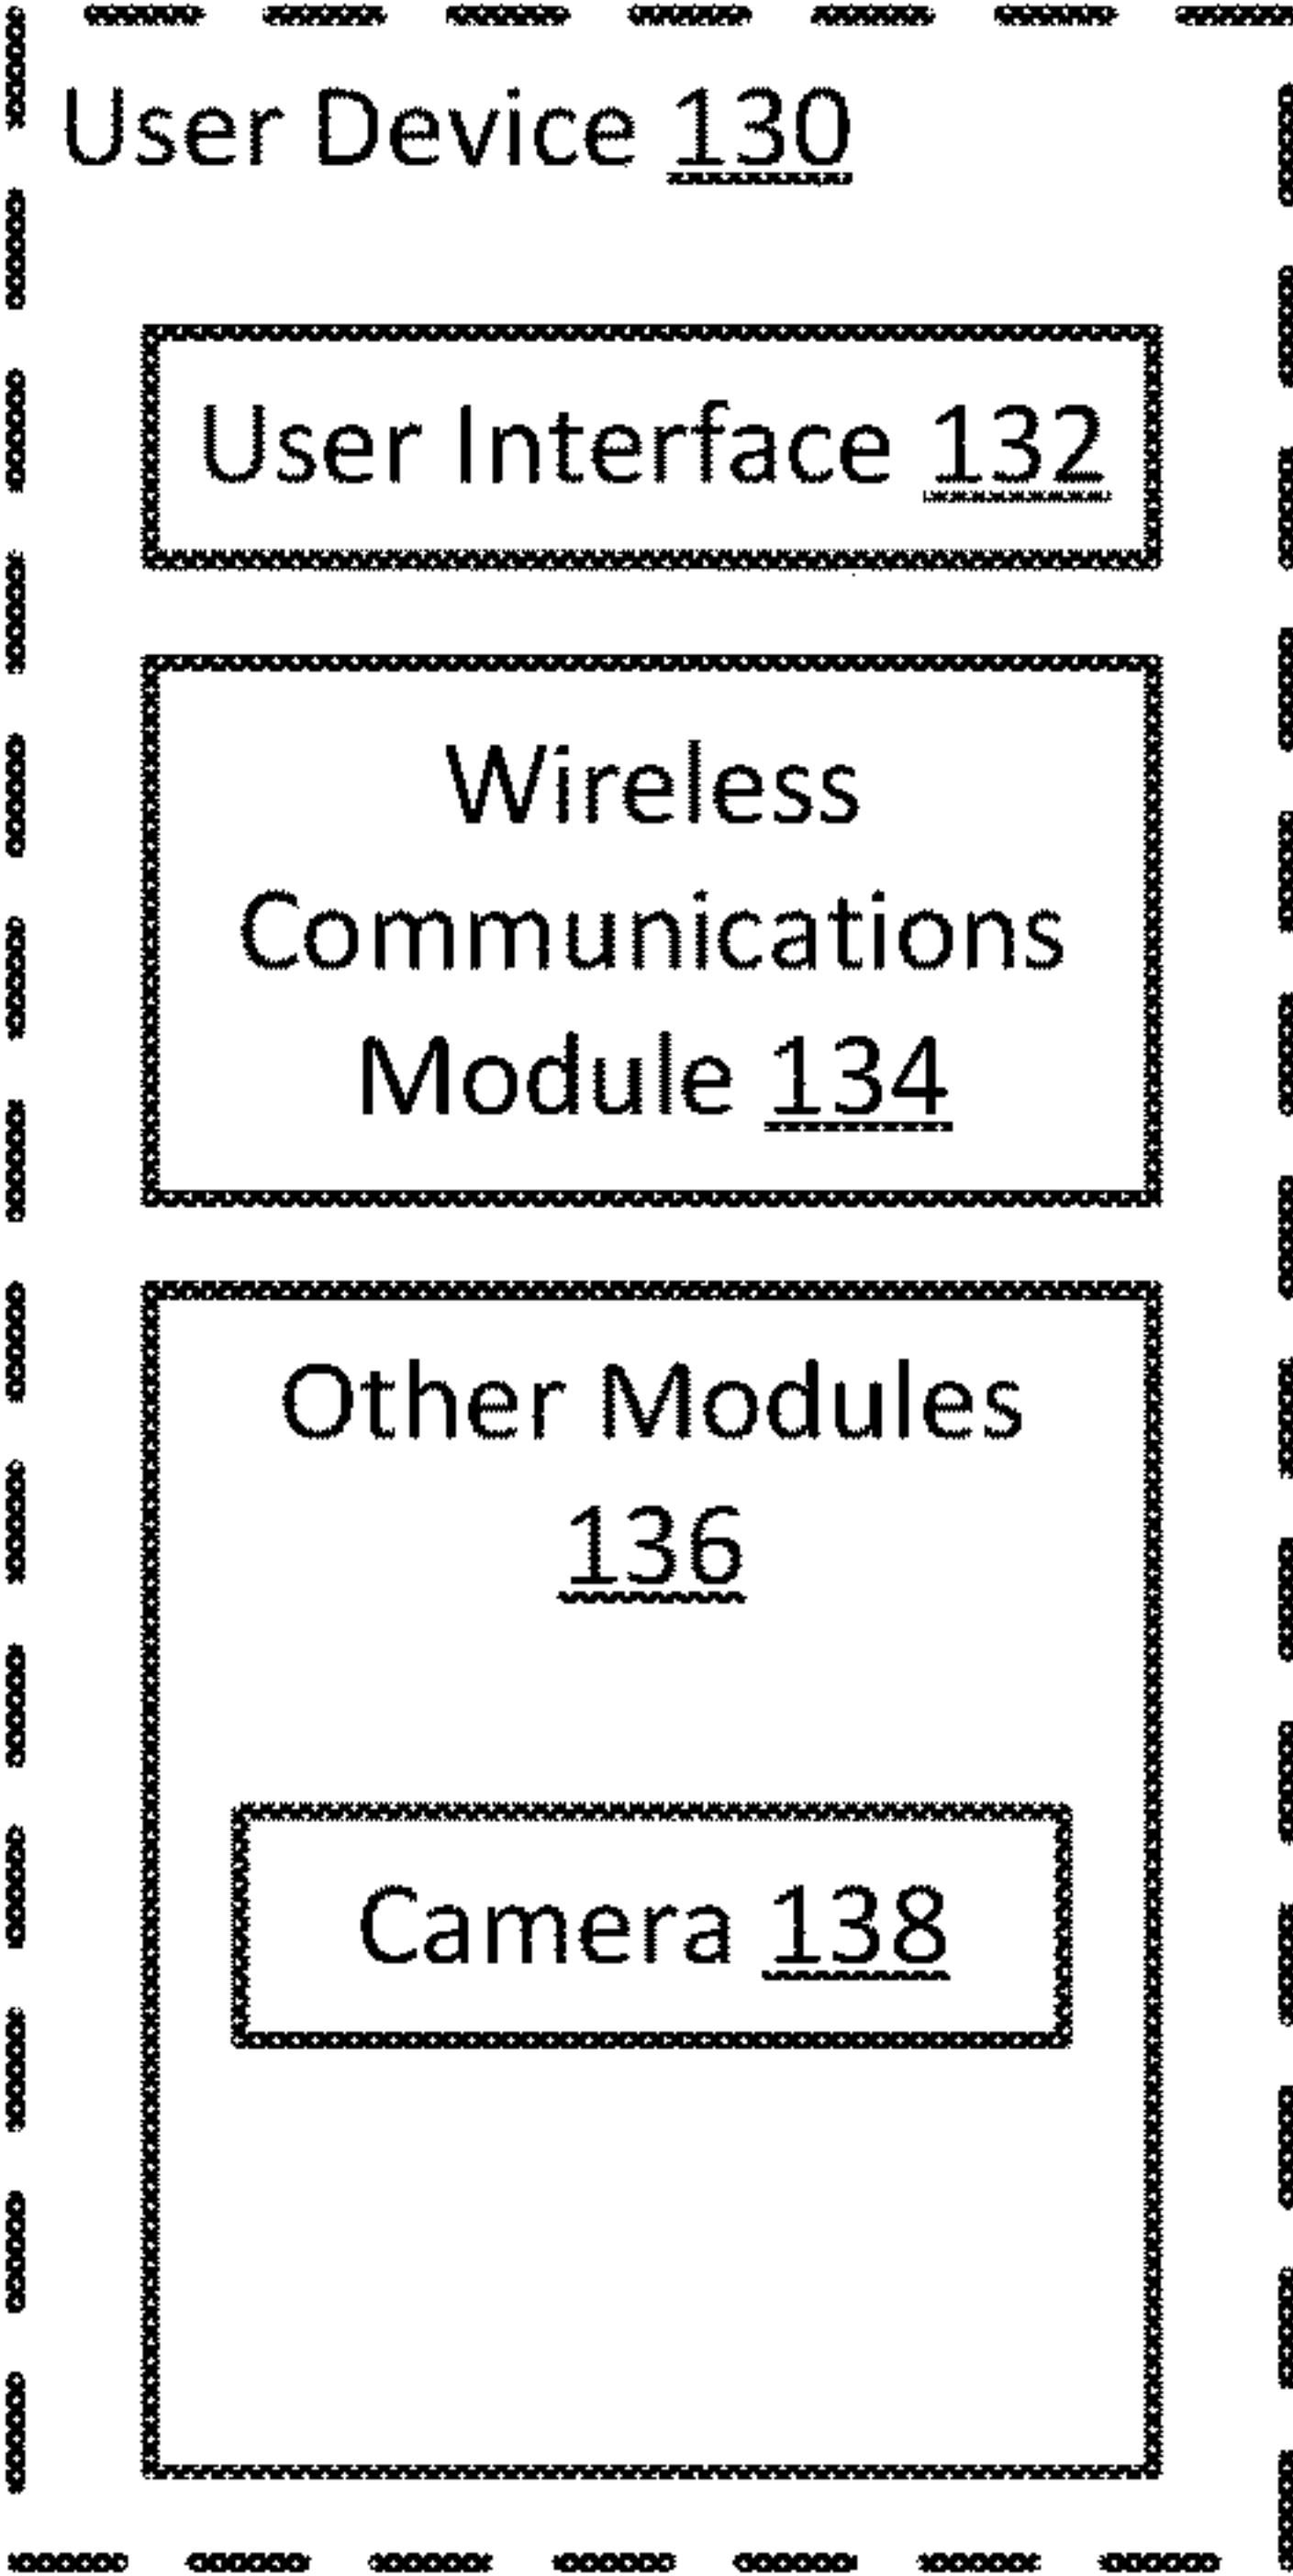 User Device 130
User Interface 132
Wireless
Communications
Module 134
Other Modules
136
Camera 138